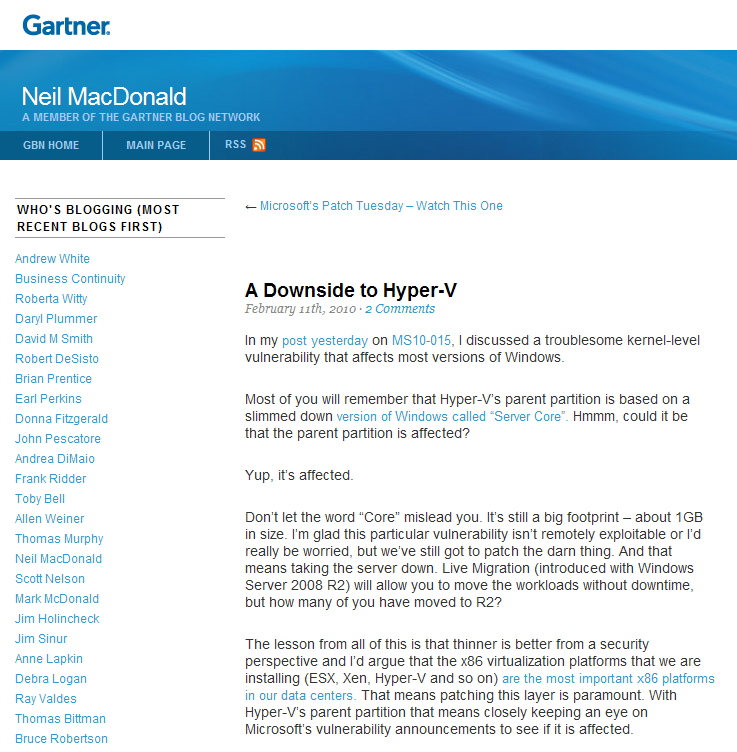 Gartner
Neil MacDonald
A MEMBER OF THE GARTNER BLOG NETWORK
GBN HOME MAIN PAGE RSS
WHO'S BLOGGING (MOST
RECENT BLOGS FIRST)
Andrew White
Business Continuity
Roberta Witty
Daryl Plummer
David M Smith
Robert DeSisto
Brian Prentice
Earl Perkins
Donna Fitzgerald
John Pescatore
Andrea DiMaio
Frank Ridder
Toby Bell
Allen Weiner
Thomas Murphy
Neil MacDonald
Scott Nelson
Mark McDonald
Jim Holincheck
Jim Sinur
Anne Lapkin
Debra Logan
Ray Valdes
Thomas Bittman
Bruce Robertson
← Microsoft's Patch Tuesday – Watch This One
A Downside to Hyper-V
February 11th, 2010 · 2 Comments
In my post yesterday on MS10-015, I discussed a troublesome kernel-level
vulnerability that affects most versions of Windows.
Most of you will remember that Hyper-V's parent partition is based on a
slimmed down version of Windows called “Server Core”. Hmmm, could it be
that the parent partition is affected?
Yup, it's affected.
Don't let the word “Core” mislead you. It's still a big footprint – about 1GB
in size. I'm glad this particular vulnerability isn't remotely exploitable or I'd
really be worried, but we've still got to patch the darn thing. And that
means taking the server down. Live Migration (introduced with Windows
Server 2008 R2) will allow you to move the workloads without downtime,
but how many of you have moved to R2?
The lesson from all of this is that thinner is better from a security
perspective and I'd argue that the x86 virtualization platforms that we are
installing (ESX, Xen, Hyper-V and so on) are the most important x86 platforms
in our data centers. That means patching this layer is paramount. With
Hyper-V's parent partition that means closely keeping an eye on
Microsoft's vulnerability announcements to see if it is affected.